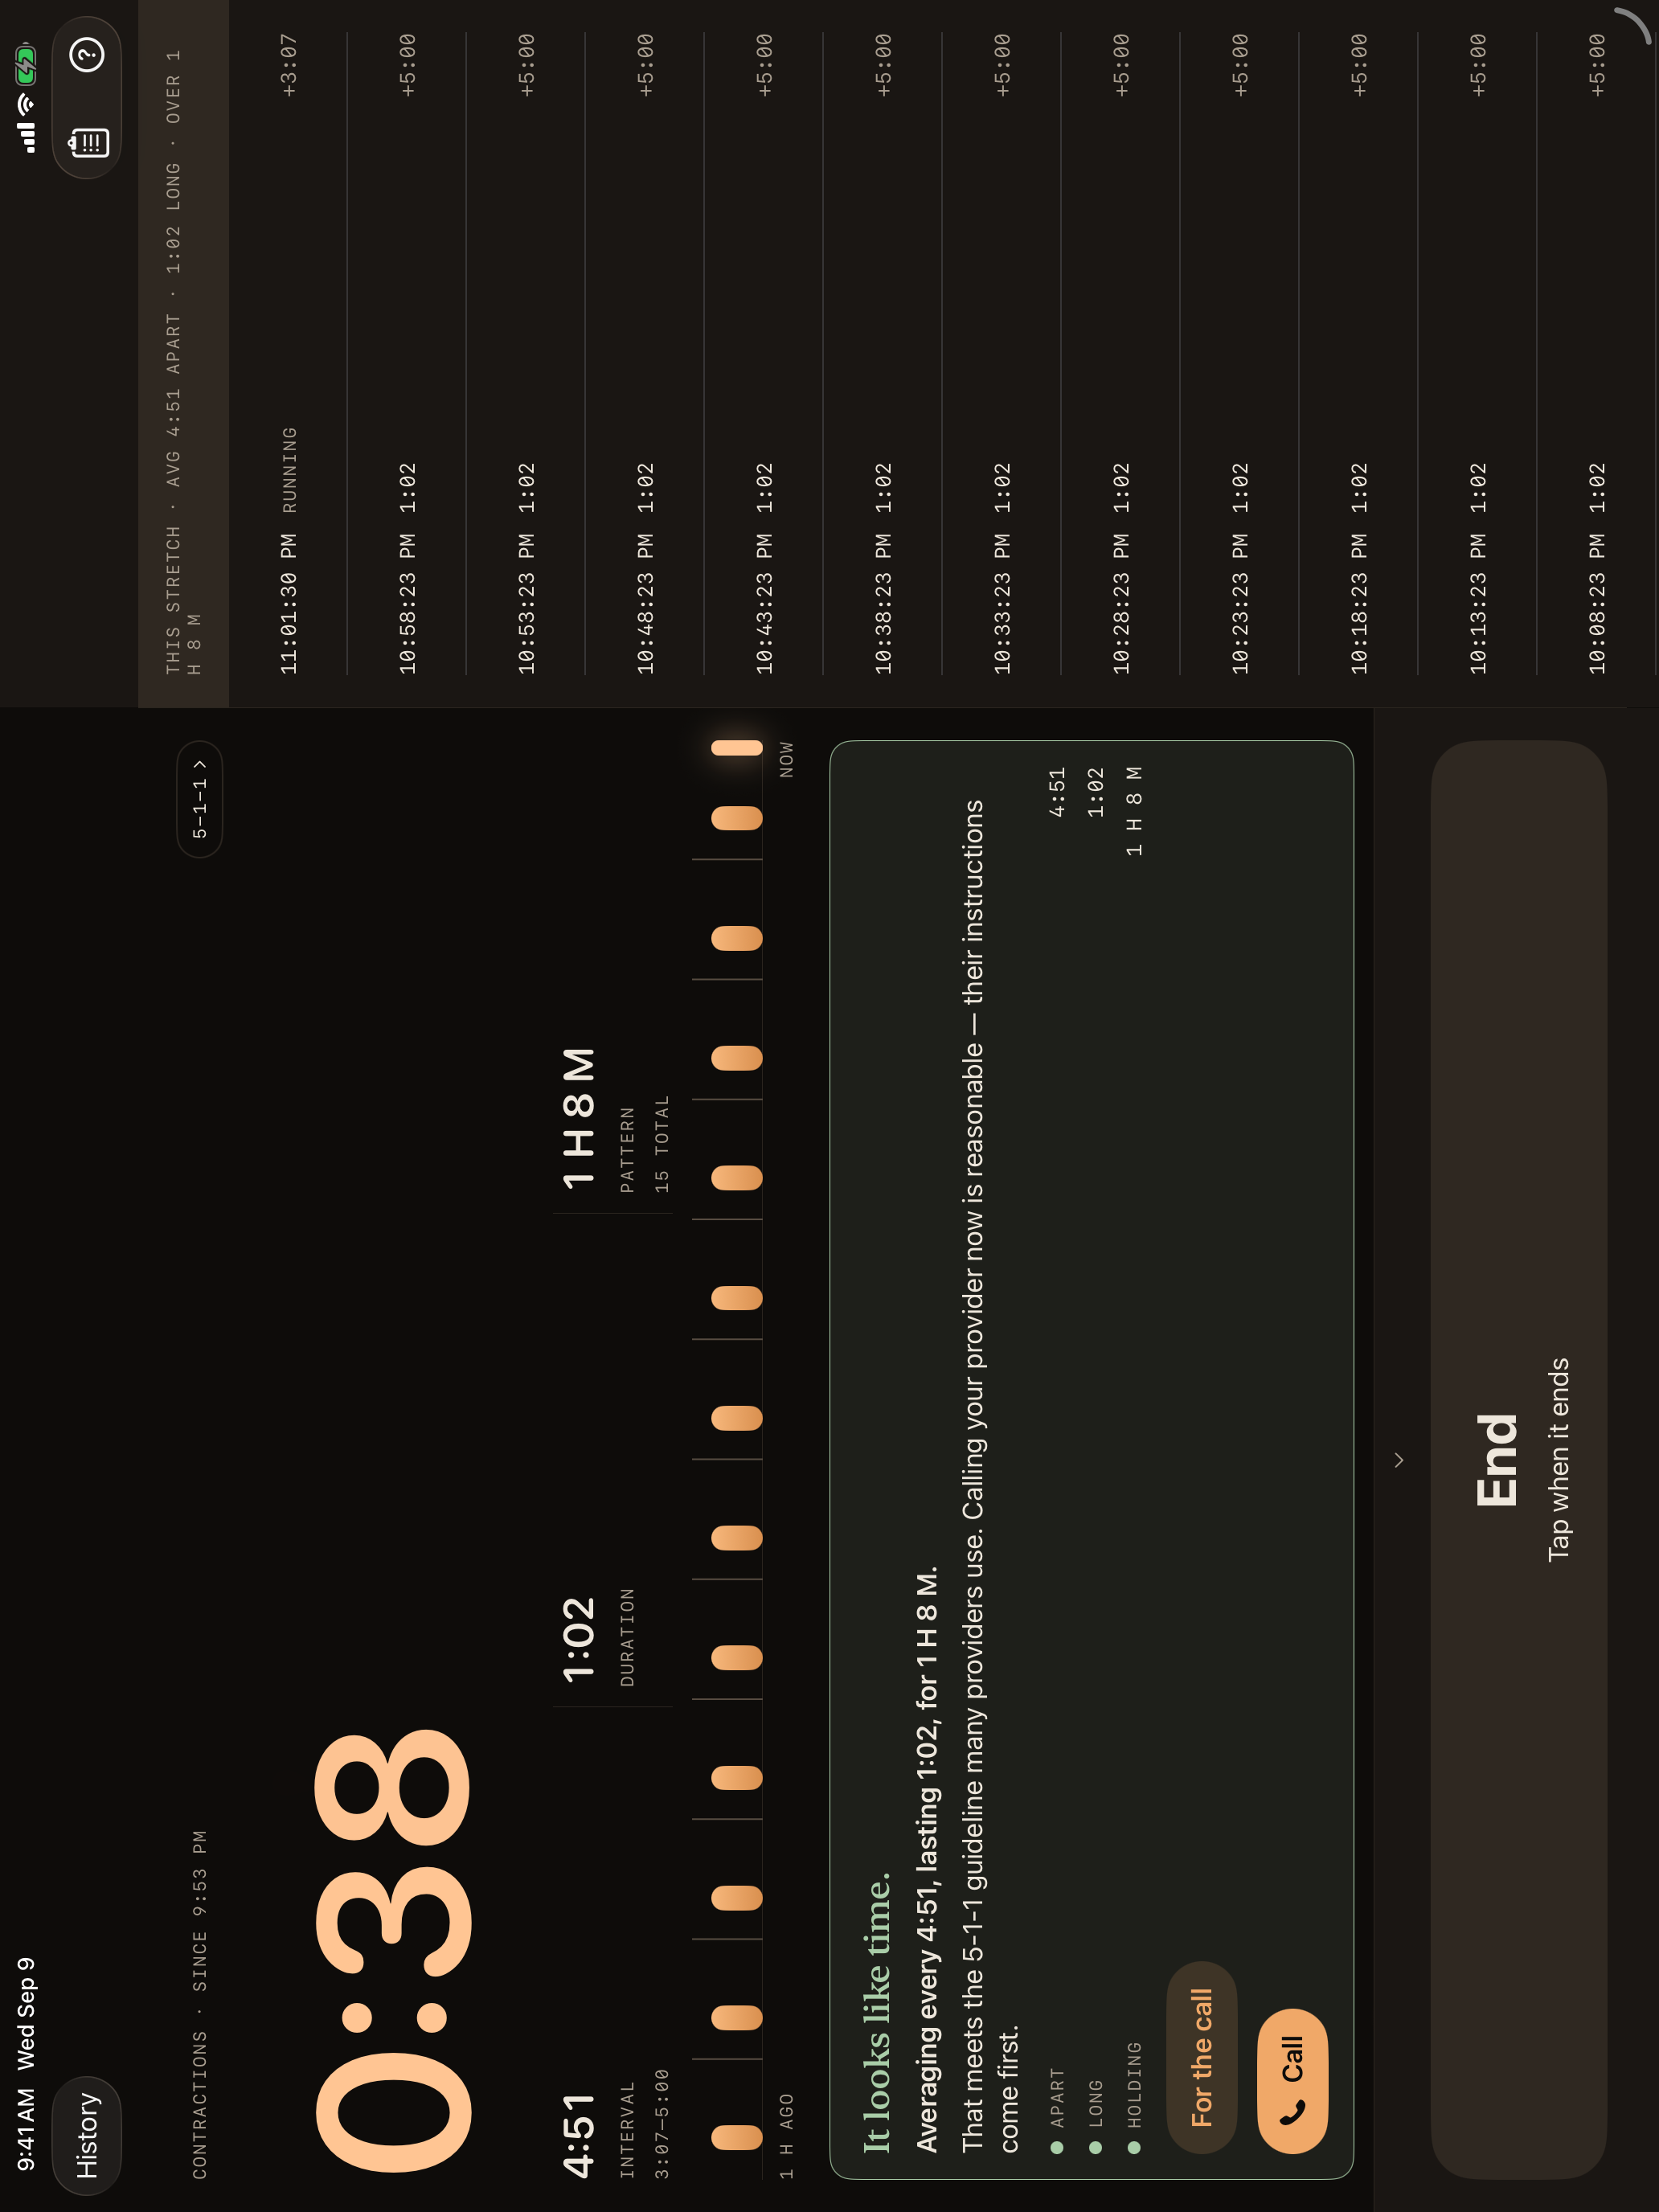 9:41 AM Wed Sep 9
History
CONTRACTIONS · SINCE 9:53 PM
5-1-1 >
0:38
4:51
INTERVAL
3:07–5:00
1:02
DURATION
1 H 8 M
PATTERN
15 TOTAL
1 H AGO
NOW
It looks like time.
Averaging every 4:51, lasting 1:02, for 1 H 8 M.
That meets the 5-1-1 guideline many providers use. Calling your provider now is reasonable — their instructions
come first.
APART 4:51
LONG 1:02
HOLDING 1 H 8 M
For the call
Call
End
Tap when it ends
THIS STRETCH · AVG 4:51 APART · 1:02 LONG · OVER 1
H 8 M
11:01:30 PM RUNNING +3:07
10:58:23 PM 1:02 +5:00
10:53:23 PM 1:02 +5:00
10:48:23 PM 1:02 +5:00
10:43:23 PM 1:02 +5:00
10:38:23 PM 1:02 +5:00
10:33:23 PM 1:02 +5:00
10:28:23 PM 1:02 +5:00
10:23:23 PM 1:02 +5:00
10:18:23 PM 1:02 +5:00
10:13:23 PM 1:02 +5:00
10:08:23 PM 1:02 +5:00